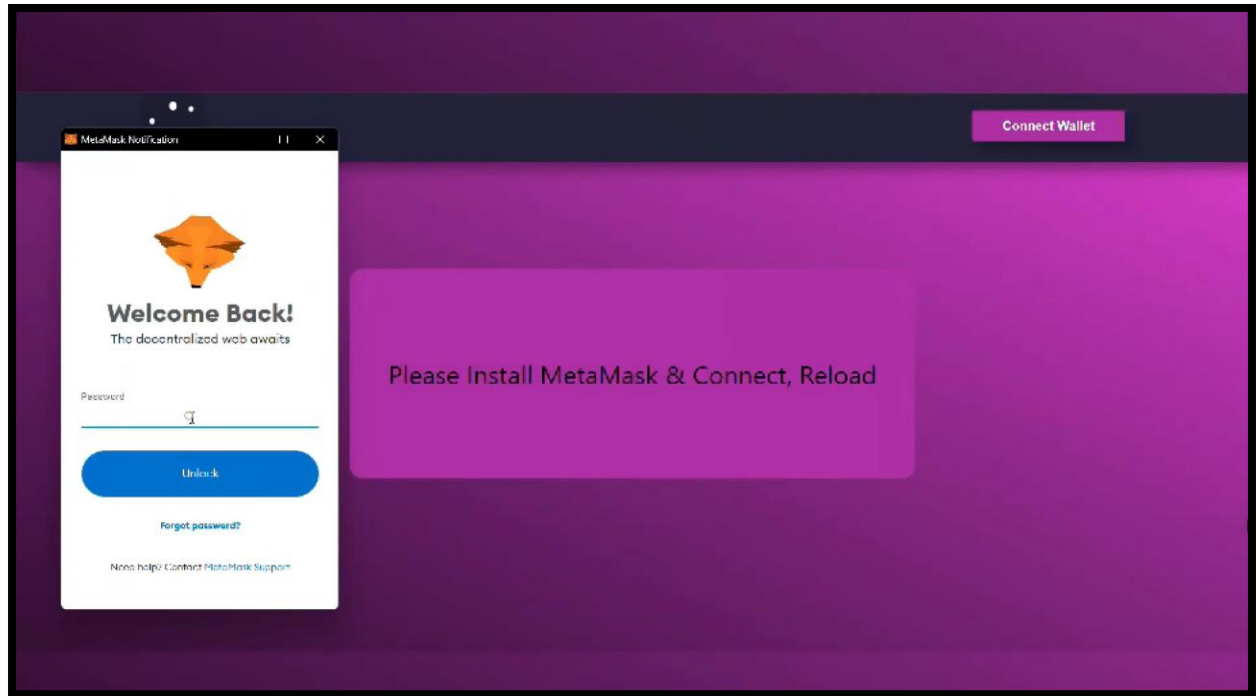 MetaMask Notification
Connect Wallet
Welcome Back!
The decentralized web awaits
Password
Unlock
Forgot password?
Need help? Contact MetaMask Support
Please Install MetaMask & Connect, Reload